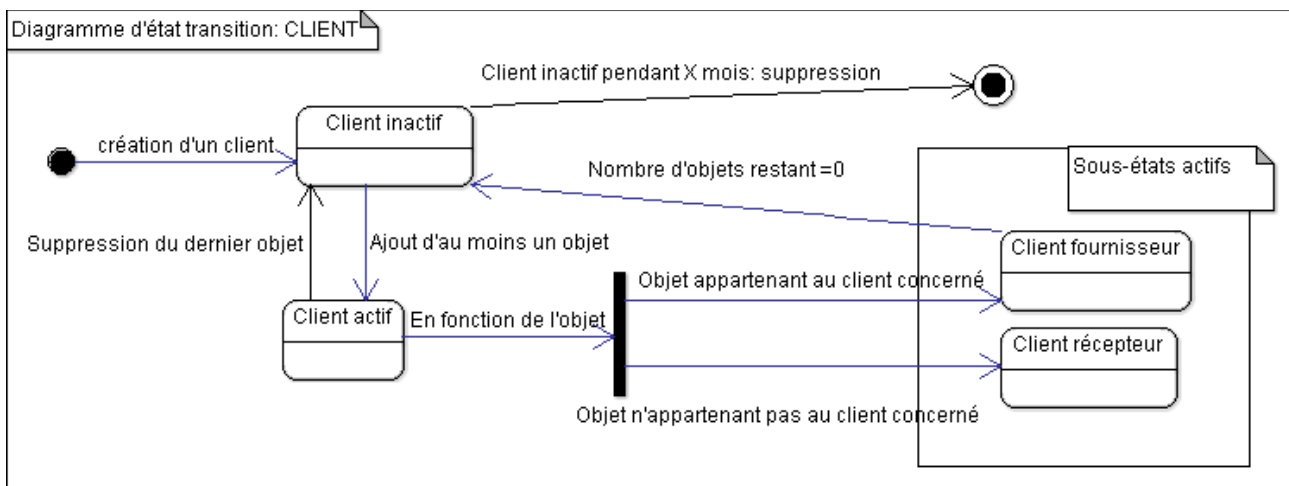 Diagramme d'état transition: CLIENT
Client inactif pendant X mois: suppression
Client inactif
création d'un client
Nombre d'objets restant =0
Sous-états actifs
Suppression du dernier objet
Ajout d'au moins un objet
Client fournisseur
Objet appartenant au client concerné
Client actif
En fonction de l'objet
Client récepteur
Objet n'appartenant pas au client concerné